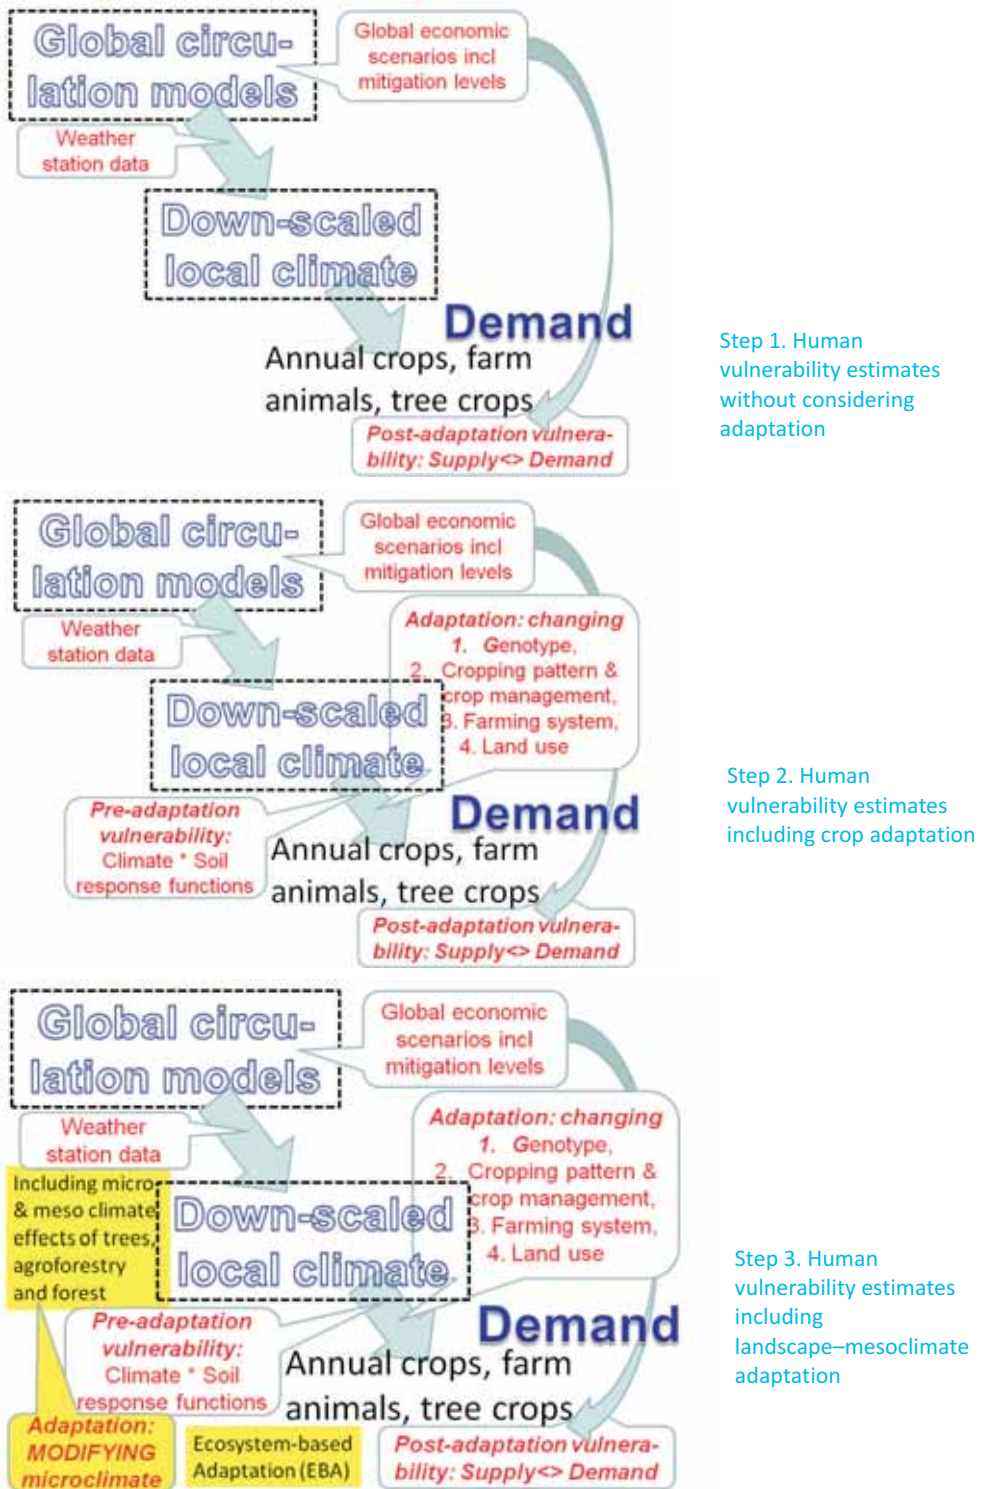 Global circu-
lation models
Global economic
scenarios incl
mitigation levels
Weather
station data
Down-scaled
local climate
Demand
Annual crops, farm
animals, tree crops
Post-adaptation vulnera-
bility: Supply<> Demand
Step 1. Human
vulnerability estimates
without considering
adaptation
Global circu-
lation models
Global economic
scenarios incl
mitigation levels
Weather
station data
Adaptation: changing
1. Genotype,
2. Cropping pattern &
crop management,
3. Farming system,
4. Land use
Down-scaled
local climate
Pre-adaptation
vulnerability:
Climate * Soil
response functions
Demand
Annual crops, farm
animals, tree crops
Post-adaptation vulnera-
bility: Supply<> Demand
Step 2. Human
vulnerability estimates
including crop adaptation
Global circu-
lation models
Global economic
scenarios incl
mitigation levels
Weather
station data
Adaptation: changing
1. Genotype,
2. Cropping pattern &
crop management,
3. Farming system,
4. Land use
Including micro
& meso climate
effects of trees,
agroforestry
and forest
Down-scaled
local climate
Pre-adaptation
vulnerability:
Climate * Soil
response functions
Demand
Annual crops, farm
animals, tree crops
Adaptation:
MODIFYING
microclimate
Ecosystem-based
Adaptation (EBA)
Post-adaptation vulnera-
bility: Supply<> Demand
Step 3. Human
vulnerability estimates
including
landscape–mesoclimate
adaptation